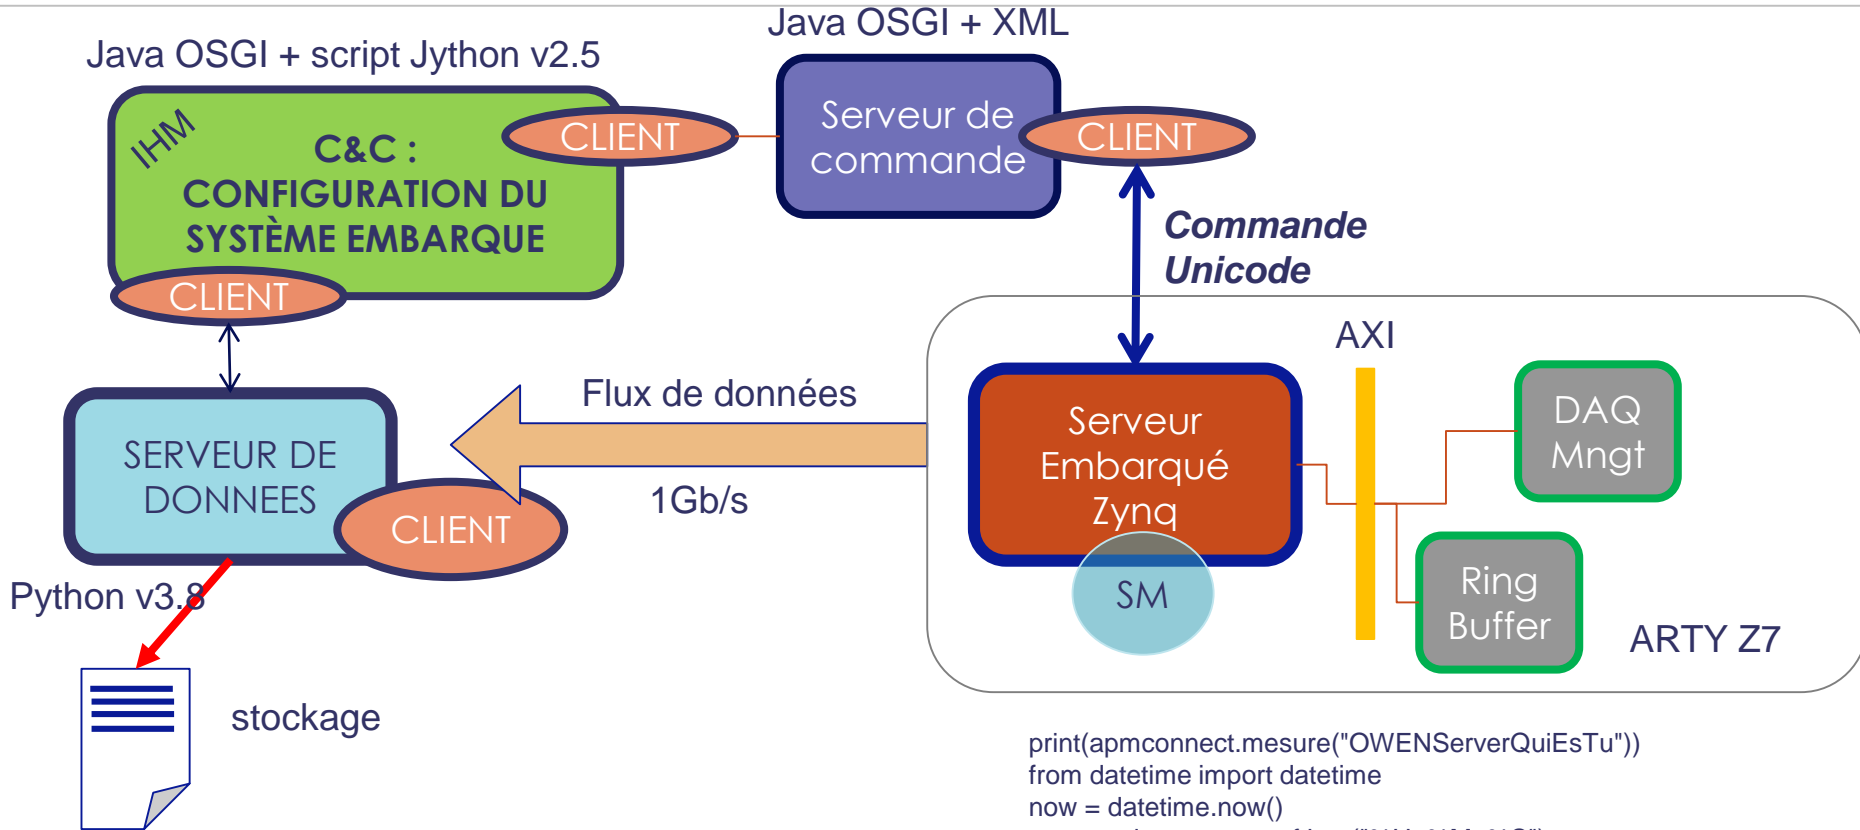 Java OSGI + XML
Java OSGI + script Jython v2.5
IHM
C&C :
CONFIGURATION DU
SYSTÈME EMBARQUE
CLIENT
CLIENT
Serveur de
commande
CLIENT
Commande
Unicode
SERVEUR DE
DONNEES
CLIENT
Flux de données
1Gb/s
Serveur
Embarqué
Zynq
SM
AXI
DAQ
Mngt
Ring
Buffer
ARTY Z7
Python v3.8
stockage
print(apmconnect.mesure("OWENServerQuiEsTu"))
from datetime import datetime
now = datetime.now()